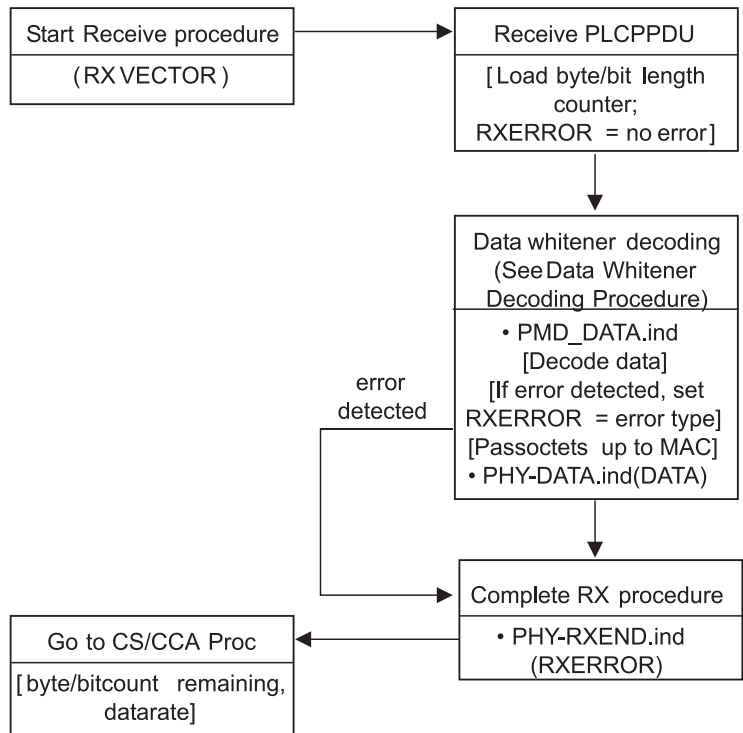 Start Receive procedure
(RX VECTOR)
Receive PLCPPDU
[Load byte/bit length
counter;
RXERROR = no error]
Data whitener decoding
(See Data Whitener
Decoding Procedure)
• PMD_DATA.ind
[Decode data]
[If error detected, set
RXERROR = error type]
[Passoctets up to MAC]
• PHY-DATA.ind(DATA)
error
detected
Complete RX procedure
• PHY-RXEND.ind
(RXERROR)
Go to CS/CCA Proc
[byte/bitcount remaining,
datarate]